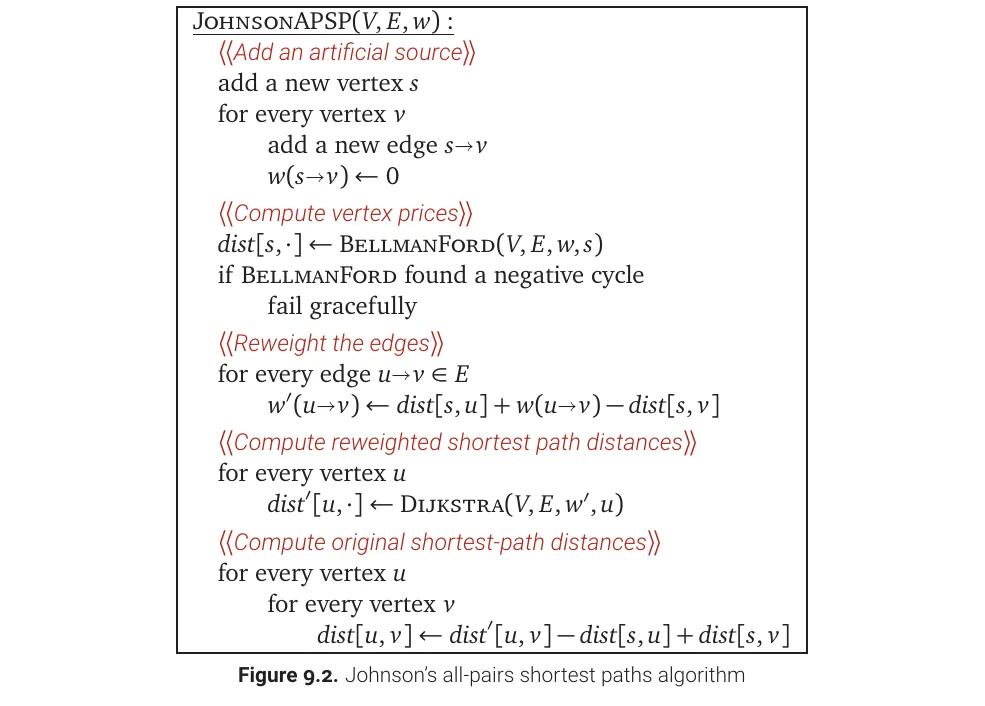 JOHNSONAPSP(V, E, w) :
⟨⟨Add an artificial source⟩⟩
add a new vertex s
for every vertex v
add a new edge s→v
w(s→v) ← 0
⟨⟨Compute vertex prices⟩⟩
dist[s, ·] ← BELLMANFORD(V, E, w, s)
if BELLMANFORD found a negative cycle
fail gracefully
⟨⟨Reweight the edges⟩⟩
for every edge u→v ∈ E
w′(u→v) ← dist[s, u] + w(u→v) − dist[s, v]
⟨⟨Compute reweighted shortest path distances⟩⟩
for every vertex u
dist′[u, ·] ← DIJKSTRA(V, E, w′, u)
⟨⟨Compute original shortest-path distances⟩⟩
for every vertex u
for every vertex v
dist[u, v] ← dist′[u, v] − dist[s, u] + dist[s, v]
Figure 9.2. Johnson’s all-pairs shortest paths algorithm